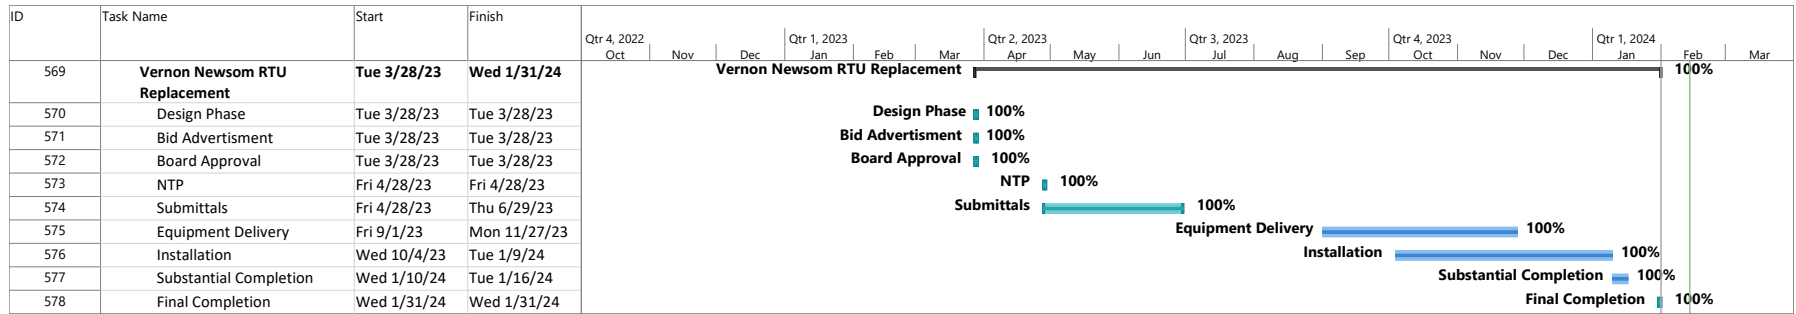 ID Task Name Start Finish
Qtr 4, 2022 Qtr 1, 2023 Qtr 2, 2023 Qtr 3, 2023 Qtr 4, 2023 Qtr 1, 2024
Oct Nov Dec Jan Feb Mar Apr May Jun Jul Aug Sep Oct Nov Dec Jan Feb Mar
569 Vernon Newsom RTU Tue 3/28/23 Wed 1/31/24 Vernon Newsom RTU Replacement 100%
Replacement
570 Design Phase Tue 3/28/23 Tue 3/28/23 Design Phase 100%
571 Bid Advertisment Tue 3/28/23 Tue 3/28/23 Bid Advertisment 100%
572 Board Approval Tue 3/28/23 Tue 3/28/23 Board Approval 100%
573 NTP Fri 4/28/23 Fri 4/28/23 NTP 100%
574 Submittals Fri 4/28/23 Thu 6/29/23 Submittals 100%
575 Equipment Delivery Fri 9/1/23 Mon 11/27/23 Equipment Delivery 100%
576 Installation Wed 10/4/23 Tue 1/9/24 Installation 100%
577 Substantial Completion Wed 1/10/24 Tue 1/16/24 Substantial Completion 100%
578 Final Completion Wed 1/31/24 Wed 1/31/24 Final Completion 100%